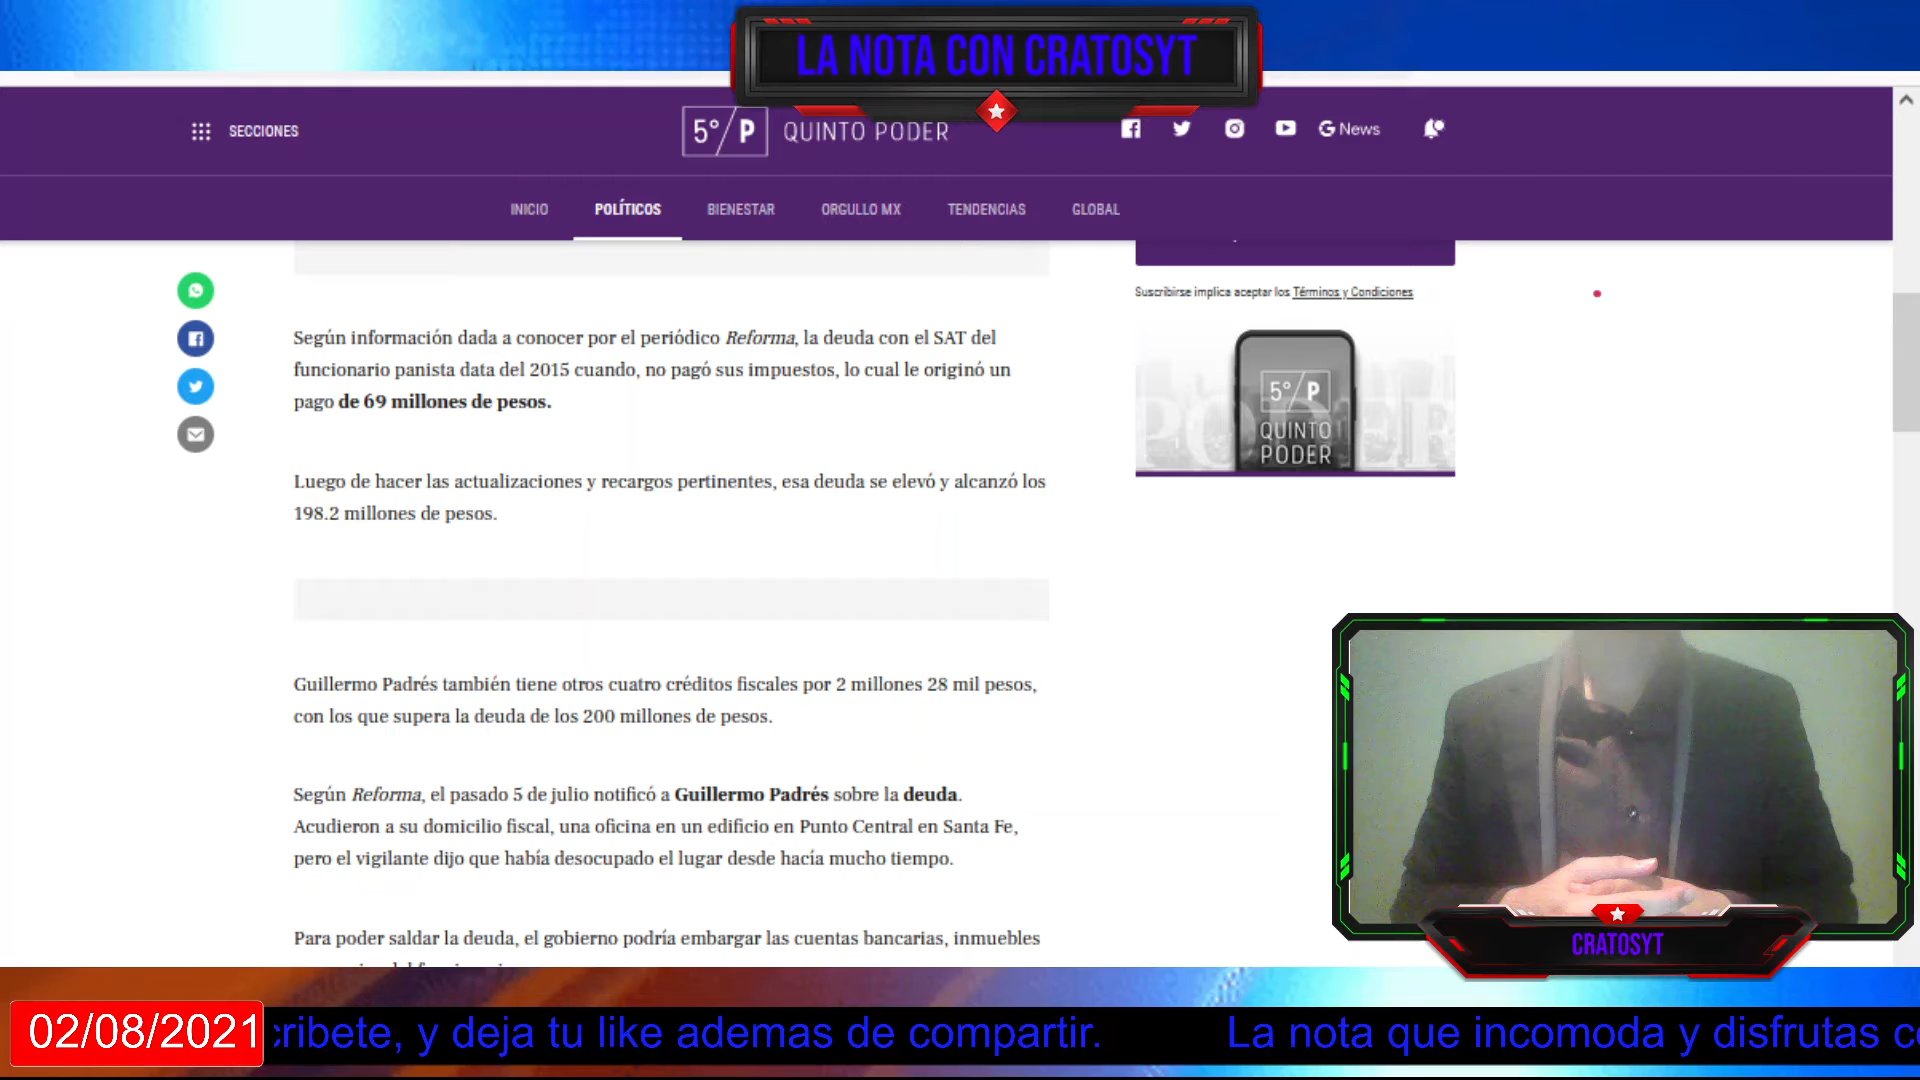 LA NOTA CON CRATOSYT
SECCIONES
5°/P QUINTO PODER
G News
INICIO POLÍTICOS BIENESTAR ORGULLO MX TENDENCIAS GLOBAL
Suscribirse implica aceptar los Términos y Condiciones
Según información dada a conocer por el periódico Reforma, la deuda con el SAT del
funcionario panista data del 2015 cuando, no pagó sus impuestos, lo cual le originó un
pago de 69 millones de pesos.
5°/P
QUINTO
PODER
Luego de hacer las actualizaciones y recargos pertinentes, esa deuda se elevó y alcanzó los
198.2 millones de pesos.
Guillermo Padrés también tiene otros cuatro créditos fiscales por 2 millones 28 mil pesos,
con los que supera la deuda de los 200 millones de pesos.
Según Reforma, el pasado 5 de julio notificó a Guillermo Padrés sobre la deuda.
Acudieron a su domicilio fiscal, una oficina en un edificio en Punto Central en Santa Fe,
pero el vigilante dijo que había desocupado el lugar desde hacía mucho tiempo.
Para poder saldar la deuda, el gobierno podría embargar las cuentas bancarias, inmuebles
CRATOSYT
02/08/2021
cribete, y deja tu like ademas de compartir. La nota que incomoda y disfrutas